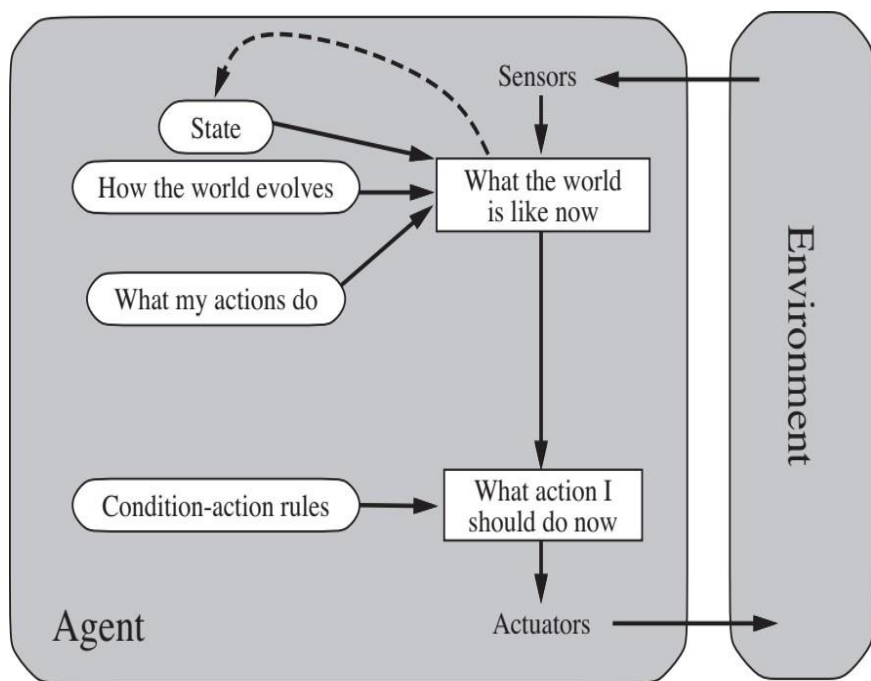 Sensors
State
How the world evolves
What the world
is like now
What my actions do
Environment
Condition-action rules
What action I
should do now
Agent
Actuators